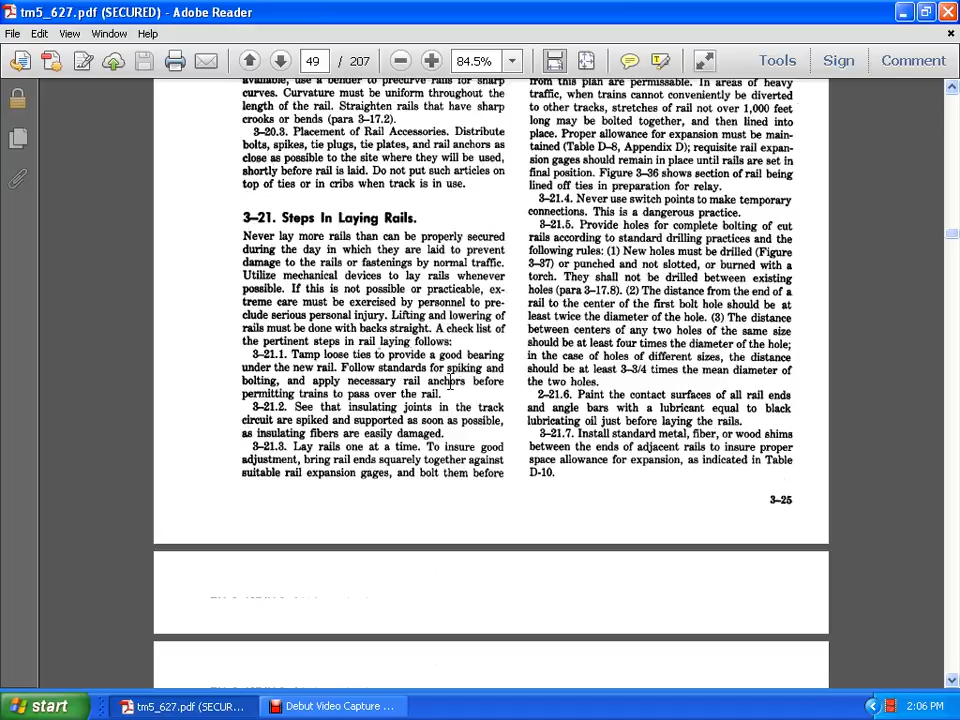 tm5_627.pdf (SECURED) - Adobe Reader
File Edit View Window Help
49 / 207 84.5% Tools Sign Comment
available, use a bender to precurve rails for sharp
curves. Curvature must be uniform throughout the
length of the rail. Straighten rails that have sharp
crooks or bends (para 3-17.2).
3-20.3. Placement of Rail Accessories. Distribute
bolts, spikes, tie plugs, tie plates, and rail anchors as
close as possible to the site where they will be used,
shortly before rail is laid. Do not put such articles on
top of ties or in cribs when track is in use.
3-21. Steps In Laying Rails.
Never lay more rails than can be properly secured
during the day in which they are laid to prevent
damage to the rails or fastenings by normal traffic.
Utilize mechanical devices to lay rails whenever
possible. If this is not possible or practicable, ex-
treme care must be exercised by personnel to pre-
clude serious personal injury. Lifting and lowering of
rails must be done with backs straight. A check list of
the pertinent steps in rail laying follows:
3-21.1. Tamp loose ties to provide a good bearing
under the new rail. Follow standards for spiking and
bolting, and apply necessary rail anchors before
permitting trains to pass over the rail.
3-21.2. See that insulating joints in the track
circuit are spiked and supported as soon as possible,
as insulating fibers are easily damaged.
3-21.3. Lay rails one at a time. To insure good
adjustment, bring rail ends squarely together against
suitable rail expansion gages, and bolt them before
from this plan are permissable. In areas of heavy
traffic, when trains cannot conveniently be diverted
to other tracks, stretches of rail not over 1,000 feet
long may be bolted together, and then lined into
place. Proper allowance for expansion must be main-
tained (Table D-8, Appendix D); requisite rail expan-
sion gages should remain in place until rails are set in
final position. Figure 3-36 shows section of rail being
lined off ties in preparation for relay.
3-21.4. Never use switch points to make temporary
connections. This is a dangerous practice.
3-21.5. Provide holes for complete bolting of cut
rails according to standard drilling practices and the
following rules: (1) New holes must be drilled (Figure
3-37) or punched and not slotted, or burned with a
torch. They shall not be drilled between existing
holes (para 3-17.8). (2) The distance from the end of a
rail to the center of the first bolt hole should be at
least twice the diameter of the hole. (3) The distance
between centers of any two holes of the same size
should be at least four times the diameter of the hole;
in the case of holes of different sizes, the distance
should be at least 3-3/4 times the mean diameter of
the two holes.
2-21.6. Paint the contact surfaces of all rail ends
and angle bars with a lubricant equal to black
lubricating oil just before laying the rails.
3-21.7. Install standard metal, fiber, or wood shims
between the ends of adjacent rails to insure proper
space allowance for expansion, as indicated in Table
D-10.
3-25
start tm5_627.pdf (SECUR... Debut Video Capture ... 2:06 PM